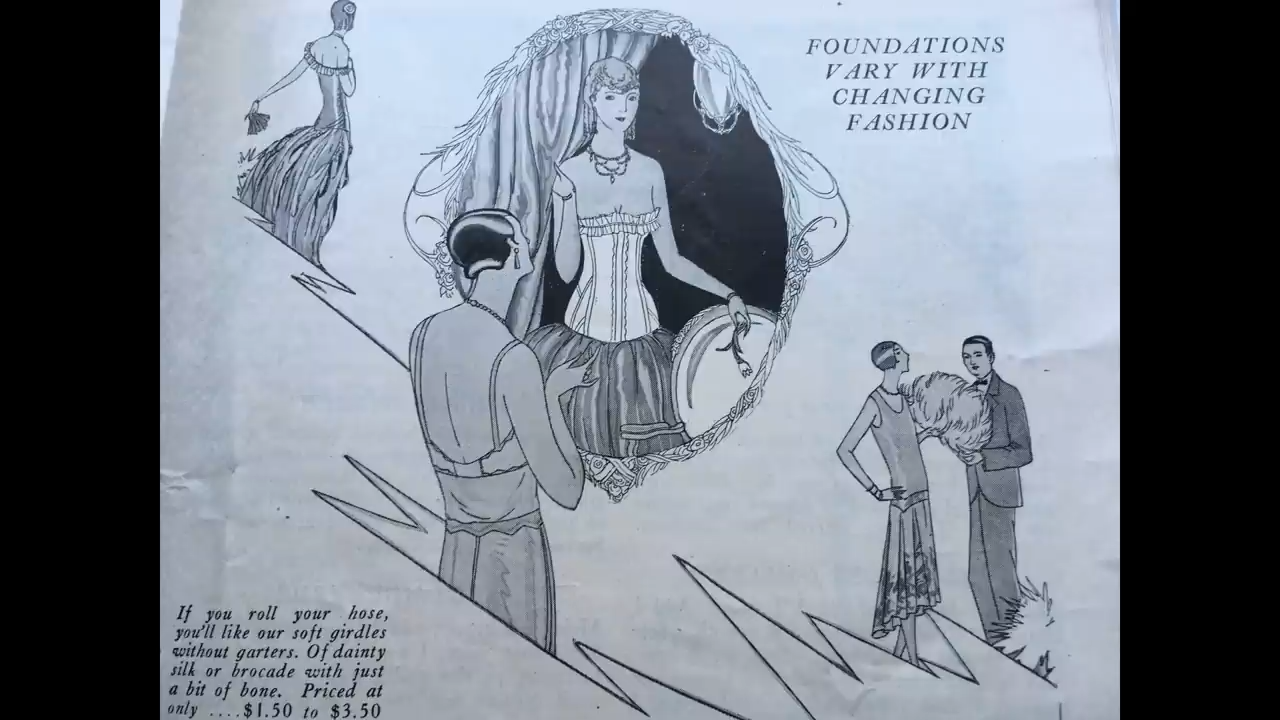 FOUNDATIONS
VARY WITH
CHANGING
FASHION
If you roll your hose,
you'll like our soft girdles
without garters. Of dainty
silk or brocade with just
a bit of bone. Priced at
only ....$1.50 to $3.50